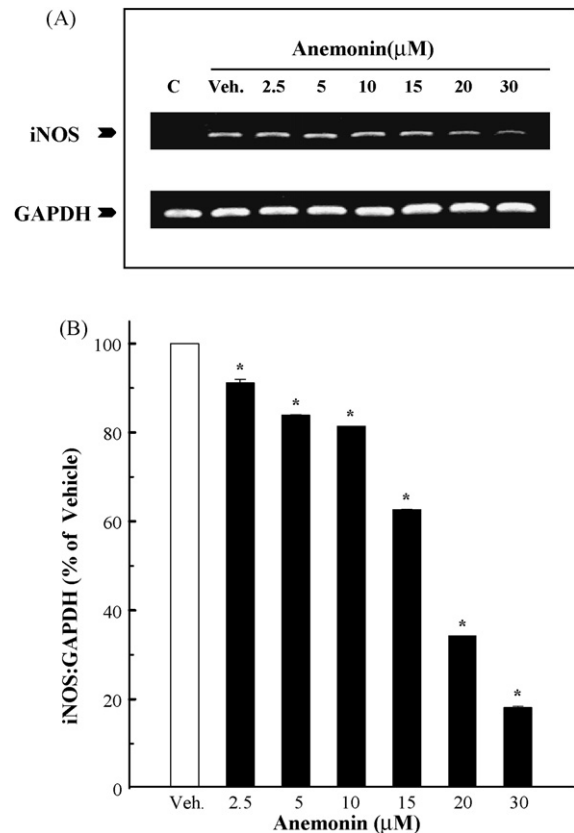 (A)
Anemonin(μM)
C Veh. 2.5 5 10 15 20 30
iNOS
GAPDH
(B)
iNOS:GAPDH (% of Vehicle)
100
80
60
40
20
0
* * * * * *
Veh. 2.5 5 10 15 20 30
Anemonin (μM)